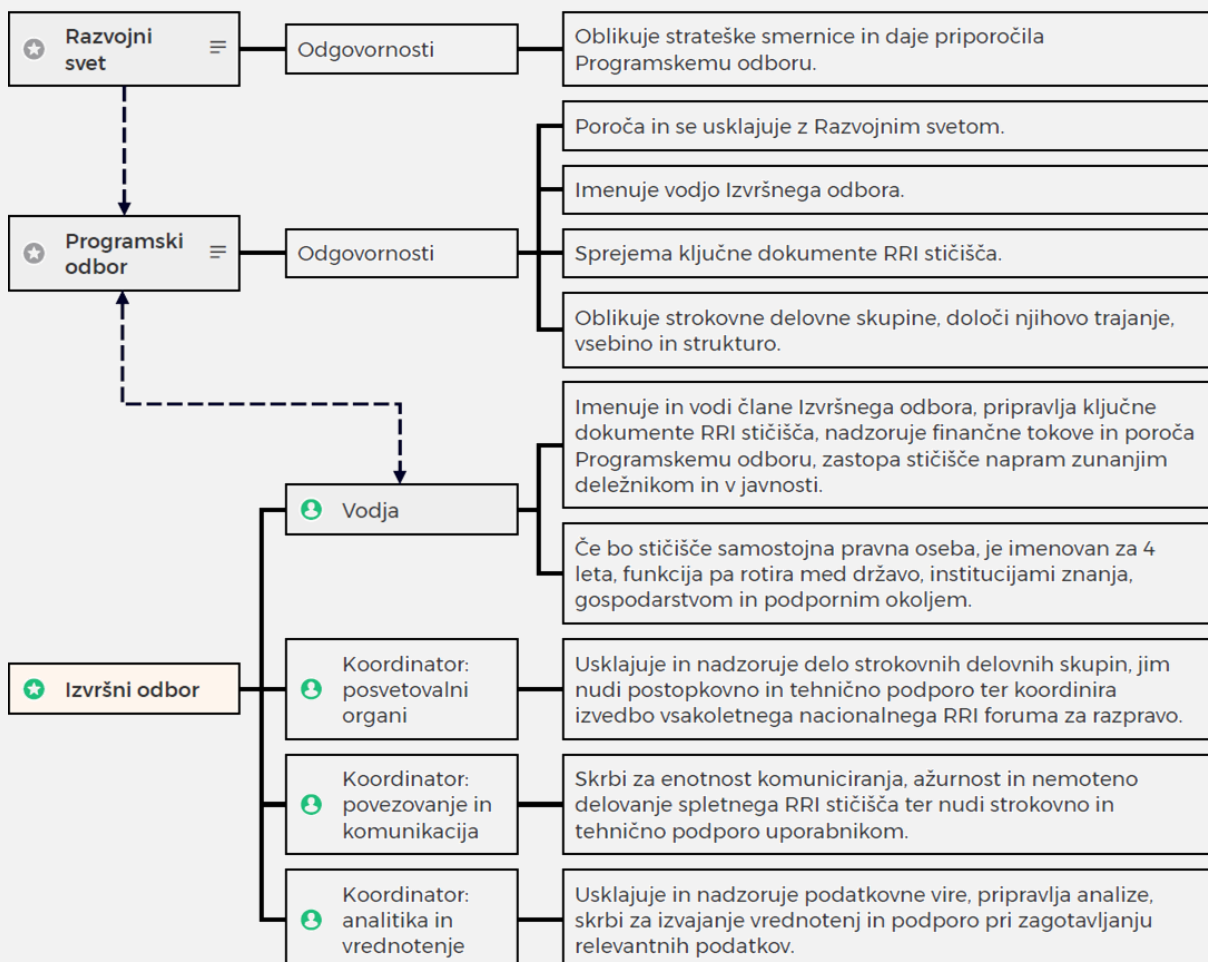 Razvojni
svet
Odgovornosti
Oblikuje strateške smernice in daje priporočila
Programskemu odboru.
Poroča in se usklajuje z Razvojnim svetom.
Imenuje vodjo Izvršnega odbora.
Programski
odbor
Odgovornosti
Sprejema ključne dokumente RRI stičišča.
Oblikuje strokovne delovne skupine, določi njihovo trajanje,
vsebino in strukturo.
Imenuje in vodi člane Izvršnega odbora, pripravlja ključne
dokumente RRI stičišča, nadzoruje finančne tokove in poroča
Programskemu odboru, zastopa stičišče napram zunanjim
deležnikom in v javnosti.
Vodja
Če bo stičišče samostojna pravna oseba, je imenovan za 4
leta, funkcija pa rotira med državo, institucijami znanja,
gospodarstvom in podpornim okoljem.
Izvršni odbor
Koordinator:
posvetovalni
organi
Usklajuje in nadzoruje delo strokovnih delovnih skupin, jim
nudi postopkovno in tehnično podporo ter koordinira
izvedbo vsakoletnega nacionalnega RRI foruma za razpravo.
Koordinator:
povezovanje in
komunikacija
Skrbi za enotnost komuniciranja, ažurnost in nemoteno
delovanje spletnega RRI stičišča ter nudi strokovno in
tehnično podporo uporabnikom.
Koordinator:
analitika in
vrednotenje
Usklajuje in nadzoruje podatkovne vire, pripravlja analize,
skrbi za izvajanje vrednotenj in podporo pri zagotavljanju
relevantnih podatkov.